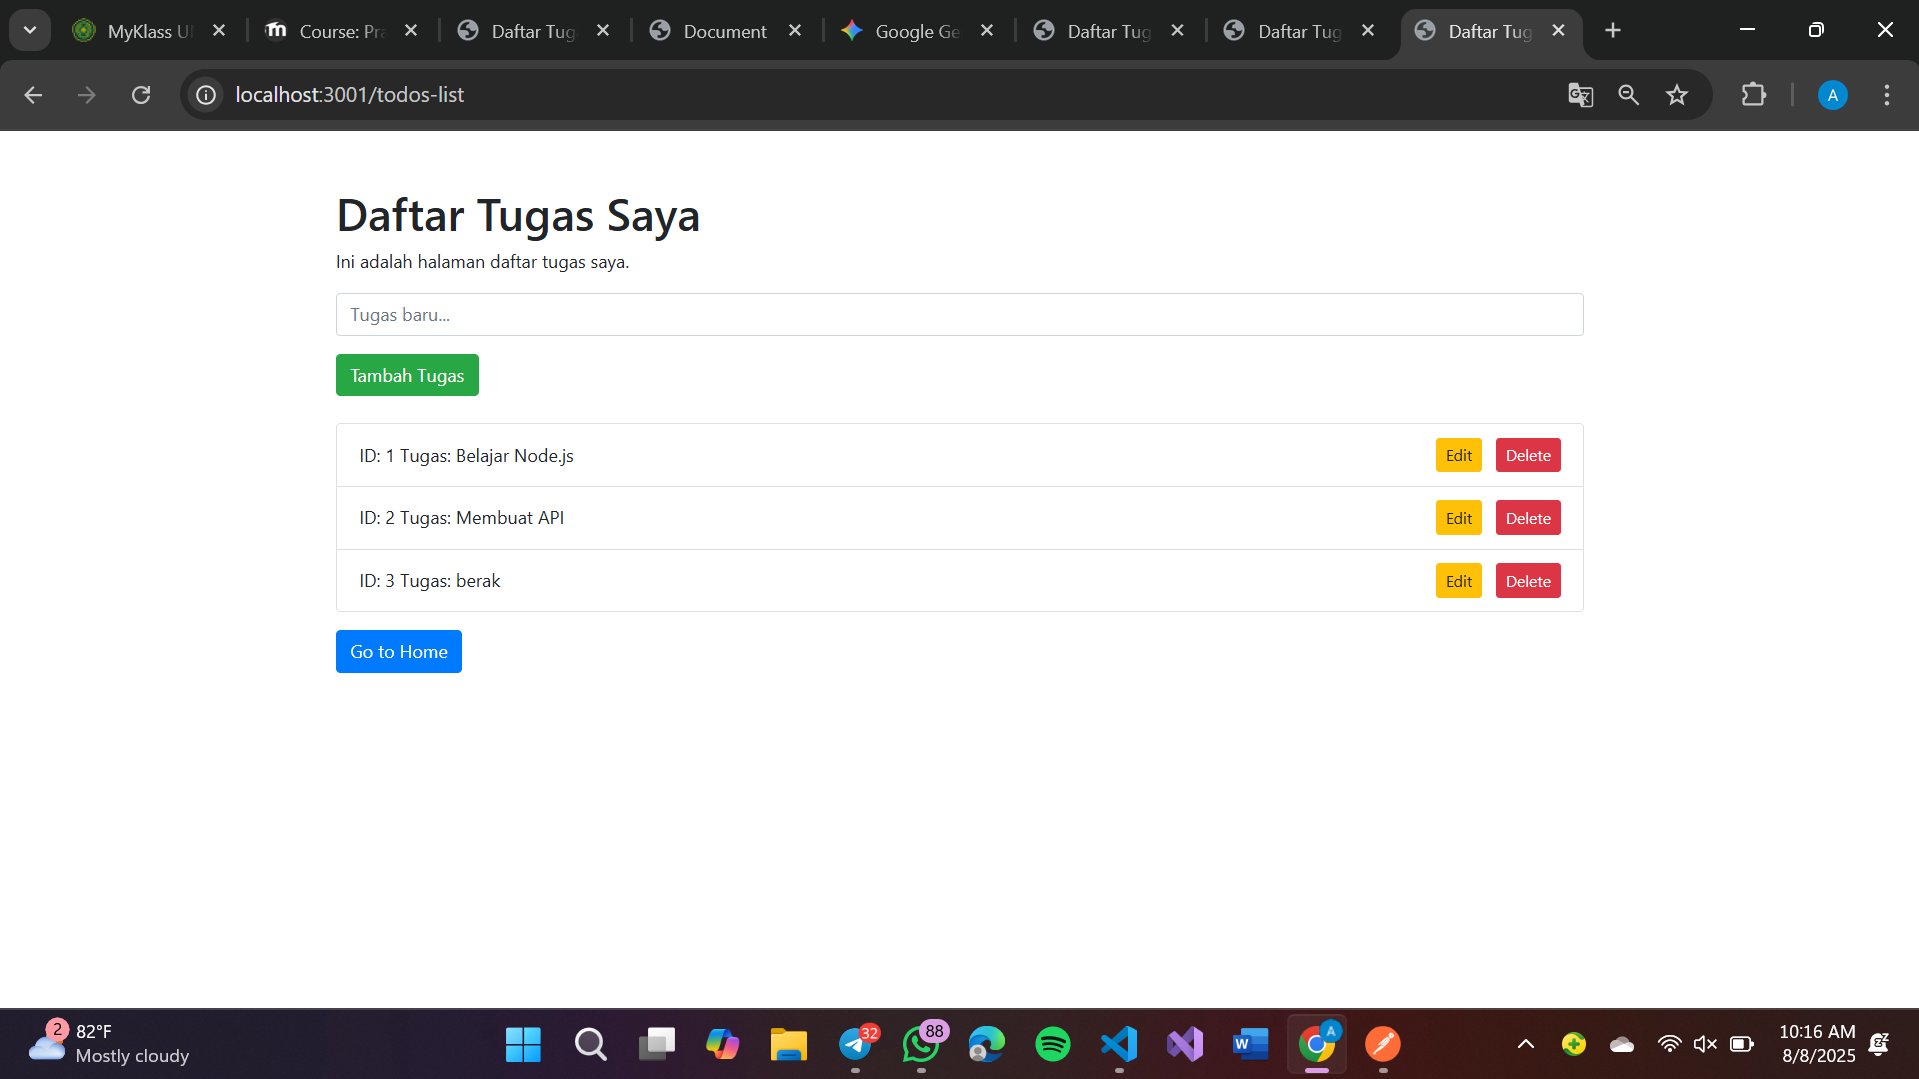 MyKlass
Course: Pra
Daftar Tug
Document
Google Ge
Daftar Tug
Daftar Tug
Daftar Tug
localhost:3001/todos-list
A
Daftar Tugas Saya
Ini adalah halaman daftar tugas saya.
Tugas baru...
Tambah Tugas
ID: 1 Tugas: Belajar Node.js
Edit
Delete
ID: 2 Tugas: Membuat API
Edit
Delete
ID: 3 Tugas: berak
Edit
Delete
Go to Home
2
82°F
Mostly cloudy
32
88
W
A
10:16 AM
8/8/2025